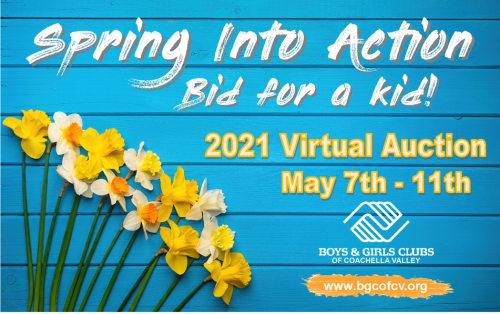 Spring Into Action
Bid for a kid!
2021 Virtual Auction
May 7th - 11th
BOYS & GIRLS CLUBS
OF COACHELLA VALLEY
www.bgcofcv.org